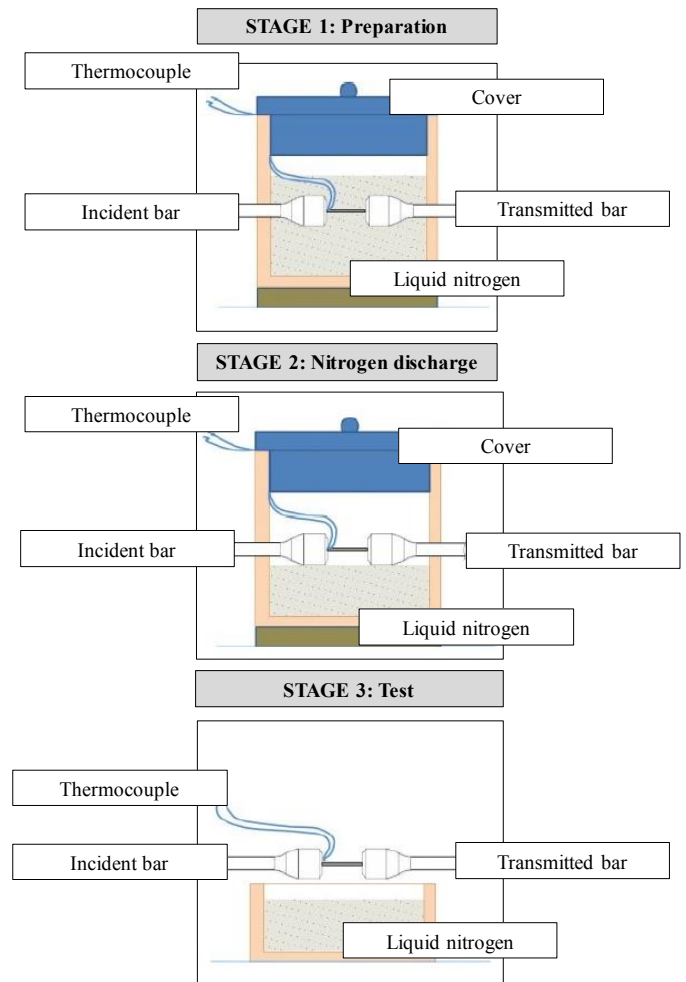 STAGE 1: Preparation
Thermocouple
Cover
Incident bar
Transmitted bar
Liquid nitrogen
STAGE 2: Nitrogen discharge
Thermocouple
Cover
Incident bar
Transmitted bar
Liquid nitrogen
STAGE 3: Test
Thermocouple
Incident bar
Transmitted bar
Liquid nitrogen